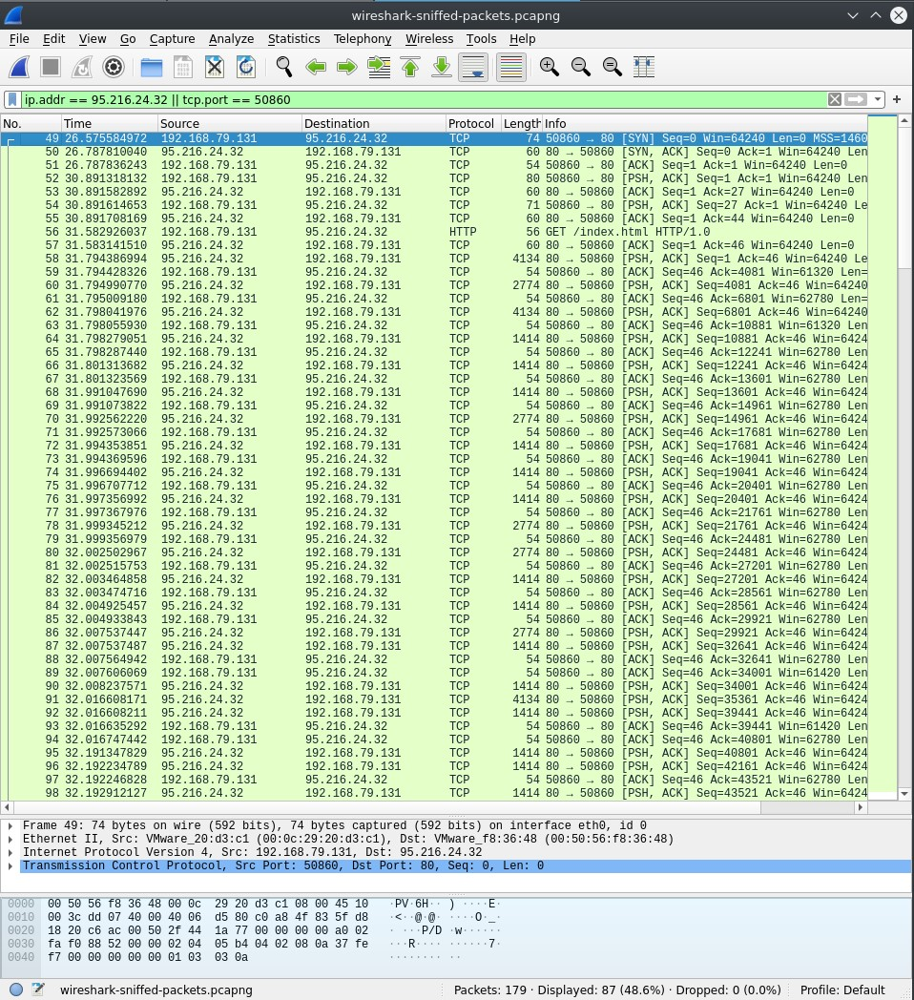 wireshark-sniffed-packets.pcapng
File Edit View Go Capture Analyze Statistics Telephony Wireless Tools Help
ip.addr == 95.216.24.32 || tcp.port == 50860
No. Time Source Destination Protocol Length Info
49 26.575584972 192.168.79.131 95.216.24.32 TCP 74 50860 → 80 [SYN] Seq=0 Win=64240 Len=0 MSS=1460
50 26.787810040 95.216.24.32 192.168.79.131 TCP 60 80 → 50860 [SYN, ACK] Seq=0 Ack=1 Win=64240 Len
51 26.787836243 192.168.79.131 95.216.24.32 TCP 54 50860 → 80 [ACK] Seq=1 Ack=1 Win=64240 Len=0
52 30.891318132 192.168.79.131 95.216.24.32 TCP 80 50860 → 80 [PSH, ACK] Seq=1 Ack=1 Win=64240 Len
53 30.891582892 95.216.24.32 192.168.79.131 TCP 60 80 → 50860 [ACK] Seq=1 Ack=27 Win=64240 Len=0
54 30.891614653 192.168.79.131 95.216.24.32 TCP 71 50860 → 80 [PSH, ACK] Seq=27 Ack=1 Win=64240 Le
55 30.891708169 95.216.24.32 192.168.79.131 TCP 60 80 → 50860 [ACK] Seq=1 Ack=44 Win=64240 Len=0
56 31.582926037 192.168.79.131 95.216.24.32 HTTP 56 GET /index.html HTTP/1.0
57 31.583141510 95.216.24.32 192.168.79.131 TCP 60 80 → 50860 [ACK] Seq=1 Ack=46 Win=64240 Len=0
58 31.794386994 95.216.24.32 192.168.79.131 TCP 4134 80 → 50860 [PSH, ACK] Seq=1 Ack=46 Win=64240 Le
59 31.794428326 192.168.79.131 95.216.24.32 TCP 54 50860 → 80 [ACK] Seq=46 Ack=4081 Win=61320 Len=
60 31.794990770 95.216.24.32 192.168.79.131 TCP 2774 80 → 50860 [PSH, ACK] Seq=4081 Ack=46 Win=64240
61 31.795009180 192.168.79.131 95.216.24.32 TCP 54 50860 → 80 [ACK] Seq=46 Ack=6801 Win=62780 Len=
62 31.798041976 95.216.24.32 192.168.79.131 TCP 4134 80 → 50860 [PSH, ACK] Seq=6801 Ack=46 Win=64240
63 31.798055930 192.168.79.131 95.216.24.32 TCP 54 50860 → 80 [ACK] Seq=46 Ack=10881 Win=61320 Len
64 31.798279051 95.216.24.32 192.168.79.131 TCP 1414 80 → 50860 [PSH, ACK] Seq=10881 Ack=46 Win=6424
65 31.798287440 192.168.79.131 95.216.24.32 TCP 54 50860 → 80 [ACK] Seq=46 Ack=12241 Win=62780 Len
66 31.801313682 95.216.24.32 192.168.79.131 TCP 1414 80 → 50860 [PSH, ACK] Seq=12241 Ack=46 Win=6424
67 31.801323569 192.168.79.131 95.216.24.32 TCP 54 50860 → 80 [ACK] Seq=46 Ack=13601 Win=62780 Len
68 31.991047690 95.216.24.32 192.168.79.131 TCP 1414 80 → 50860 [PSH, ACK] Seq=13601 Ack=46 Win=6424
69 31.991073822 192.168.79.131 95.216.24.32 TCP 54 50860 → 80 [ACK] Seq=46 Ack=14961 Win=62780 Len
70 31.992562220 95.216.24.32 192.168.79.131 TCP 2774 80 → 50860 [PSH, ACK] Seq=14961 Ack=46 Win=6424
71 31.992573066 192.168.79.131 95.216.24.32 TCP 54 50860 → 80 [ACK] Seq=46 Ack=17681 Win=62780 Len
72 31.994353851 95.216.24.32 192.168.79.131 TCP 1414 80 → 50860 [PSH, ACK] Seq=17681 Ack=46 Win=6424
73 31.994369596 192.168.79.131 95.216.24.32 TCP 54 50860 → 80 [ACK] Seq=46 Ack=19041 Win=62780 Len
74 31.996694402 95.216.24.32 192.168.79.131 TCP 1414 80 → 50860 [PSH, ACK] Seq=19041 Ack=46 Win=6424
75 31.996707712 192.168.79.131 95.216.24.32 TCP 54 50860 → 80 [ACK] Seq=46 Ack=20401 Win=62780 Len
76 31.997356992 95.216.24.32 192.168.79.131 TCP 1414 80 → 50860 [PSH, ACK] Seq=20401 Ack=46 Win=6424
77 31.997367976 192.168.79.131 95.216.24.32 TCP 54 50860 → 80 [ACK] Seq=46 Ack=21761 Win=62780 Len
78 31.999345212 95.216.24.32 192.168.79.131 TCP 2774 80 → 50860 [PSH, ACK] Seq=21761 Ack=46 Win=6424
79 31.999356979 192.168.79.131 95.216.24.32 TCP 54 50860 → 80 [ACK] Seq=46 Ack=24481 Win=62780 Len
80 32.002502967 95.216.24.32 192.168.79.131 TCP 2774 80 → 50860 [PSH, ACK] Seq=24481 Ack=46 Win=6424
81 32.002515753 192.168.79.131 95.216.24.32 TCP 54 50860 → 80 [ACK] Seq=46 Ack=27201 Win=62780 Len
82 32.003464858 95.216.24.32 192.168.79.131 TCP 1414 80 → 50860 [PSH, ACK] Seq=27201 Ack=46 Win=6424
83 32.003474716 192.168.79.131 95.216.24.32 TCP 54 50860 → 80 [ACK] Seq=46 Ack=28561 Win=62780 Len
84 32.004925457 95.216.24.32 192.168.79.131 TCP 1414 80 → 50860 [PSH, ACK] Seq=28561 Ack=46 Win=6424
85 32.004933843 192.168.79.131 95.216.24.32 TCP 54 50860 → 80 [ACK] Seq=46 Ack=29921 Win=62780 Len
86 32.007537447 95.216.24.32 192.168.79.131 TCP 2774 80 → 50860 [PSH, ACK] Seq=29921 Ack=46 Win=6424
87 32.007537487 95.216.24.32 192.168.79.131 TCP 1414 80 → 50860 [PSH, ACK] Seq=32641 Ack=46 Win=6424
88 32.007564942 192.168.79.131 95.216.24.32 TCP 54 50860 → 80 [ACK] Seq=46 Ack=32641 Win=62780 Len
89 32.007606069 192.168.79.131 95.216.24.32 TCP 54 50860 → 80 [ACK] Seq=46 Ack=34001 Win=61420 Len
90 32.008237571 95.216.24.32 192.168.79.131 TCP 1414 80 → 50860 [PSH, ACK] Seq=34001 Ack=46 Win=6424
91 32.016608171 95.216.24.32 192.168.79.131 TCP 4134 80 → 50860 [PSH, ACK] Seq=35361 Ack=46 Win=6424
92 32.016608211 95.216.24.32 192.168.79.131 TCP 1414 80 → 50860 [PSH, ACK] Seq=39441 Ack=46 Win=6424
93 32.016635292 192.168.79.131 95.216.24.32 TCP 54 50860 → 80 [ACK] Seq=46 Ack=39441 Win=61420 Len
94 32.016747442 192.168.79.131 95.216.24.32 TCP 54 50860 → 80 [ACK] Seq=46 Ack=40801 Win=62780 Len
95 32.191347829 95.216.24.32 192.168.79.131 TCP 1414 80 → 50860 [PSH, ACK] Seq=40801 Ack=46 Win=6424
96 32.192234789 95.216.24.32 192.168.79.131 TCP 1414 80 → 50860 [PSH, ACK] Seq=42161 Ack=46 Win=6424
97 32.192246828 192.168.79.131 95.216.24.32 TCP 54 50860 → 80 [ACK] Seq=46 Ack=43521 Win=62780 Len
98 32.192912127 95.216.24.32 192.168.79.131 TCP 1414 80 → 50860 [PSH, ACK] Seq=43521 Ack=46 Win=6424
Frame 49: 74 bytes on wire (592 bits), 74 bytes captured (592 bits) on interface eth0, id 0
Ethernet II, Src: VMware_20:d3:c1 (00:0c:29:20:d3:c1), Dst: VMware_f8:36:48 (00:50:56:f8:36:48)
Internet Protocol Version 4, Src: 192.168.79.131, Dst: 95.216.24.32
Transmission Control Protocol, Src Port: 50860, Dst Port: 80, Seq: 0, Len: 0
0000 00 50 56 f8 36 48 00 0c 29 20 d3 c1 08 00 45 10 ·PV·6H·· ) ····E·
0010 00 3c dd 07 40 00 40 06 d5 80 c0 a8 4f 83 5f d8 ·<··@·@· ····O·_·
0020 18 20 c6 ac 00 50 2f 44 1a 77 00 00 00 00 a0 02 · ···P/D ·w······
0030 fa f0 88 52 00 00 02 04 05 b4 04 02 08 0a 37 fe ···R···· ······7·
0040 f7 00 00 00 00 00 01 03 03 0a ········ ··
wireshark-sniffed-packets.pcapng Packets: 179 · Displayed: 87 (48.6%) · Dropped: 0 (0.0%) Profile: Default